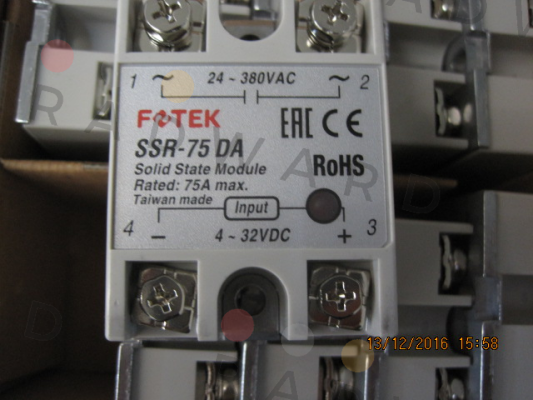 1 ~ 24 ~ 380VAC ~ 2
FOTEK EAC CE
SSR-75 DA
Solid State Module RoHS
Rated: 75A max.
Taiwan made
Input
4 − 4 ~ 32VDC + 3
13/12/2016 15:58